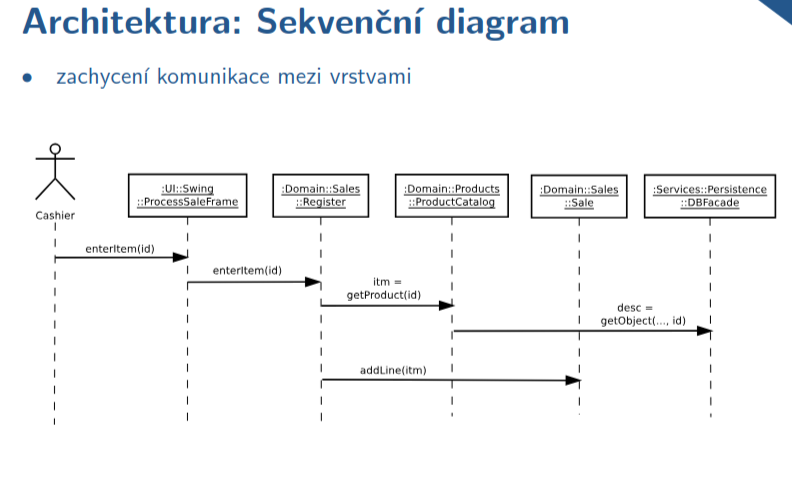 Architektura: Sekvenční diagram
• zachycení komunikace mezi vrstvami
:UI::Swing
::ProcessSaleFrame
:Domain::Sales
::Register
:Domain::Products
::ProductCatalog
:Domain::Sales
::Sale
:Services::Persistence
::DBFacade
Cashier
enterItem(id)
enterItem(id)
itm =
getProduct(id)
desc =
getObject(..., id)
addLine(itm)